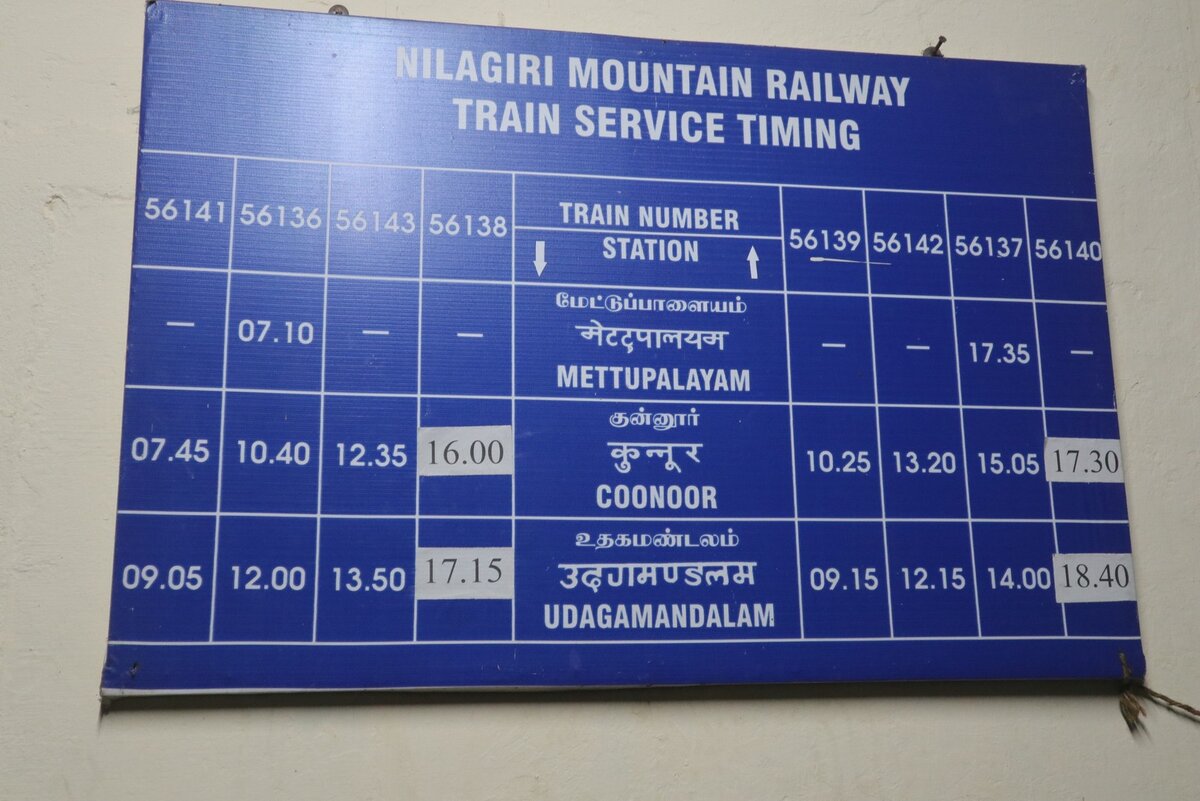 NILAGIRI MOUNTAIN RAILWAY
TRAIN SERVICE TIMING
56141 56136 56143 56138 TRAIN NUMBER 56139 56142 56137 56140
STATION
மேட்டுப்பாளையம்
मेटटुपालयम
— 07.10 — — METTUPALAYAM — — 17.35 —
குன்னூர்
कुन्नूर
07.45 10.40 12.35 16.00 COONOOR 10.25 13.20 15.05 17.30
உதகமண்டலம்
उदगमण्डलम
09.05 12.00 13.50 17.15 UDAGAMANDALAM 09.15 12.15 14.00 18.40